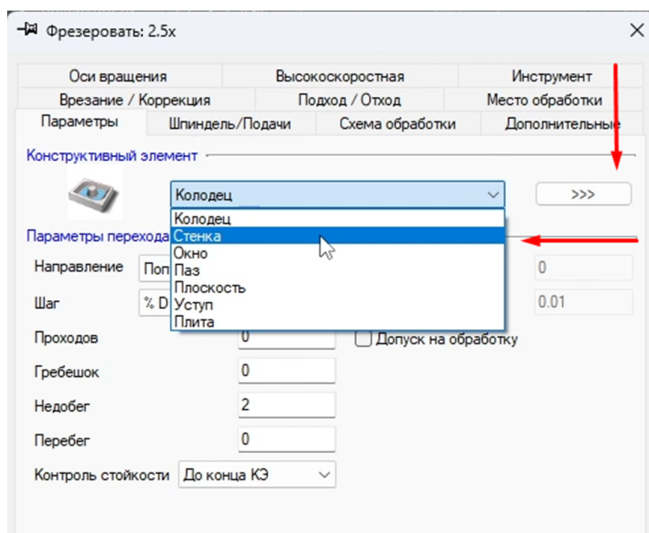 Фрезеровать: 2.5x
Оси вращения Высокоскоростная Инструмент
Врезание / Коррекция Подход / Отход Место обработки
Параметры Шпиндель/Подачи Схема обработки Дополнительные
Конструктивный элемент
Колодец >>>
Колодец
Параметры перехода Стенка
Окно
Направление Поп Паз 0
Плоскость
Шаг % D Уступ 0.01
Плита
Проходов 0 Допуск на обработку
Гребешок 0
Недобег 2
Перебег 0
Контроль стойкости До конца КЭ